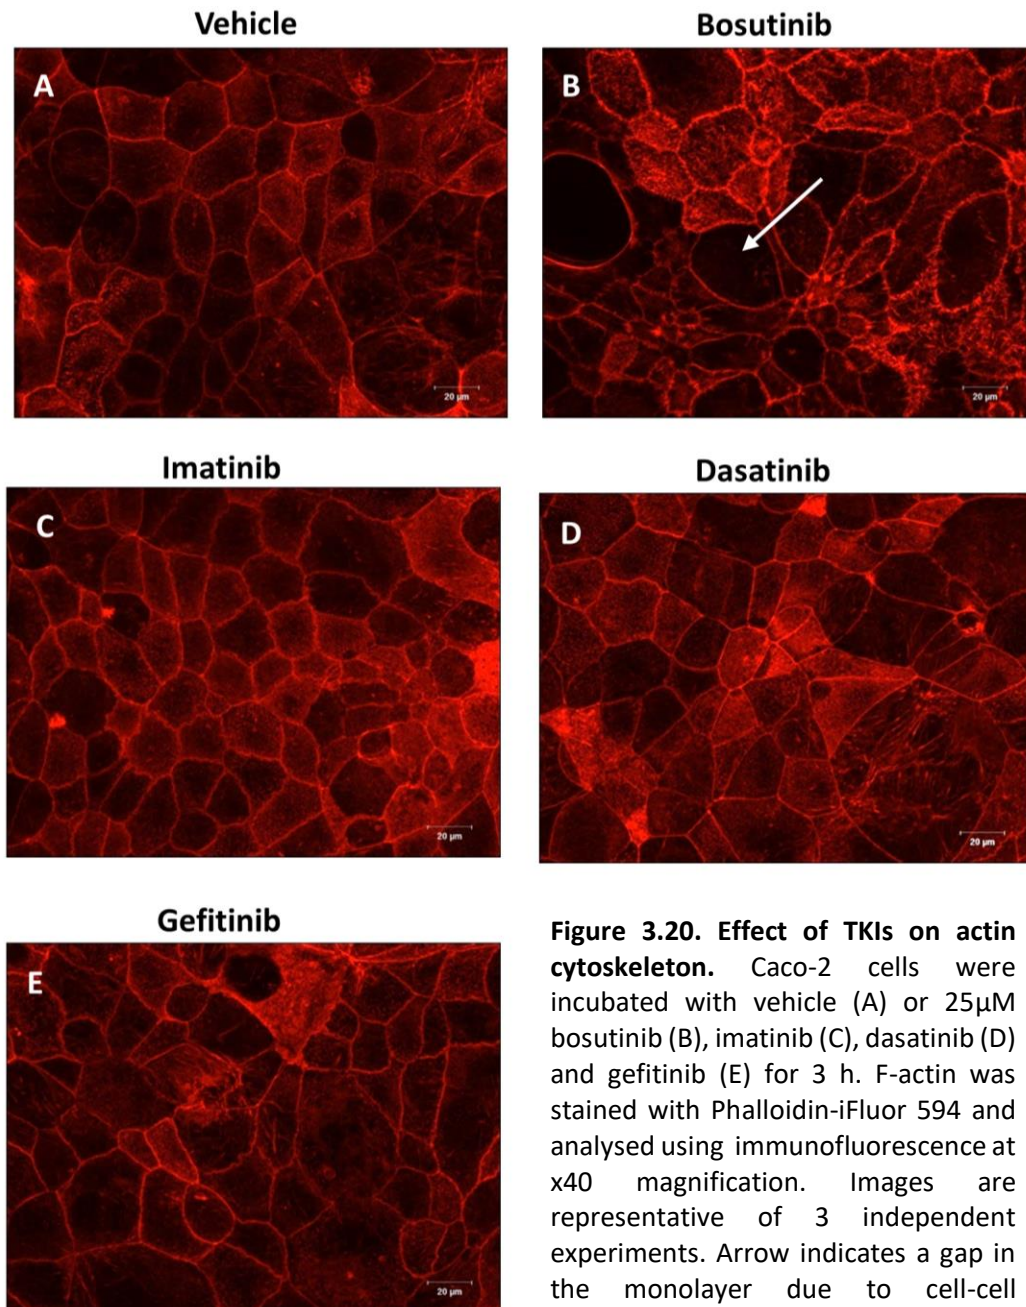 Vehicle
Bosutinib
A
B
20 µm
20 µm
Imatinib
Dasatinib
C
D
20 µm
20 µm
Gefitinib
E
20 µm
Figure 3.20. Effect of TKIs on actin
cytoskeleton. Caco-2 cells were
incubated with vehicle (A) or 25µM
bosutinib (B), imatinib (C), dasatinib (D)
and gefitinib (E) for 3 h. F-actin was
stained with Phalloidin-iFluor 594 and
analysed using immunofluorescence at
x40 magnification. Images are
representative of 3 independent
experiments. Arrow indicates a gap in
the monolayer due to cell-cell